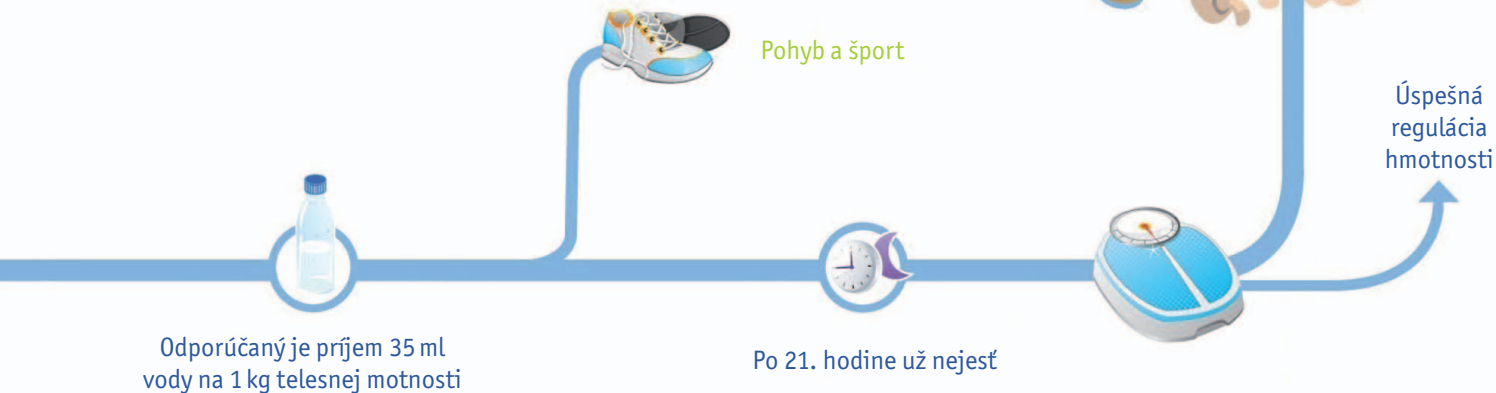 Pohyb a šport
Úspešná
regulácia
hmotnosti
Odporúčaný je príjem 35 ml
vody na 1 kg telesnej motnosti
Po 21. hodine už nejesť